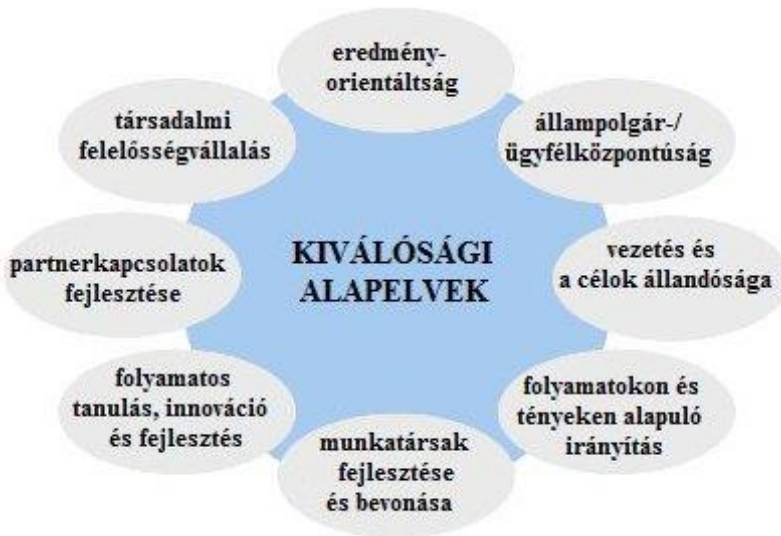 eredmény-
orientáltság
állampolgár-/
ügyfélközpontúság
vezetés és
a célok állandósága
folyamatokon és
tényeken alapuló
irányítás
munkatársak
fejlesztése
és bevonása
folyamatos
tanulás, innováció
és fejlesztés
partnerkapcsolatok
fejlesztése
társadalmi
felelősségvállalás
KIVÁLÓSÁGI
ALAPELVEK